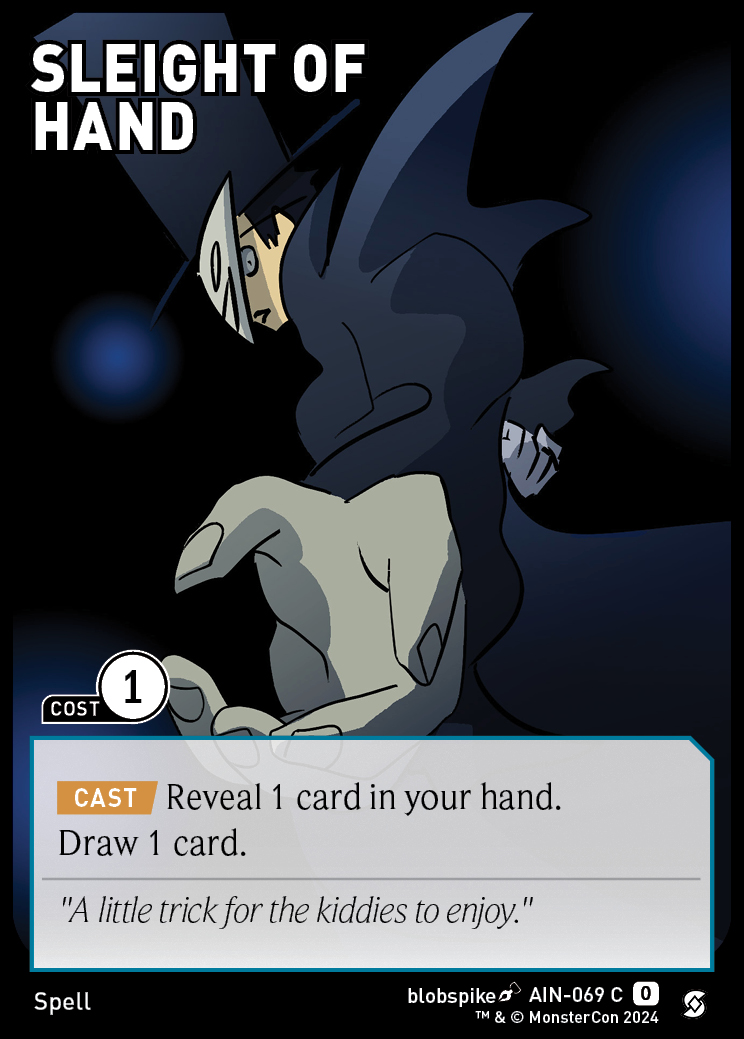 SLEIGHT OF
HAND
COST 1
CAST Reveal 1 card in your hand.
Draw 1 card.
"A little trick for the kiddies to enjoy."
Spell
blobspike AIN-069 C 0
™ & © MonsterCon 2024